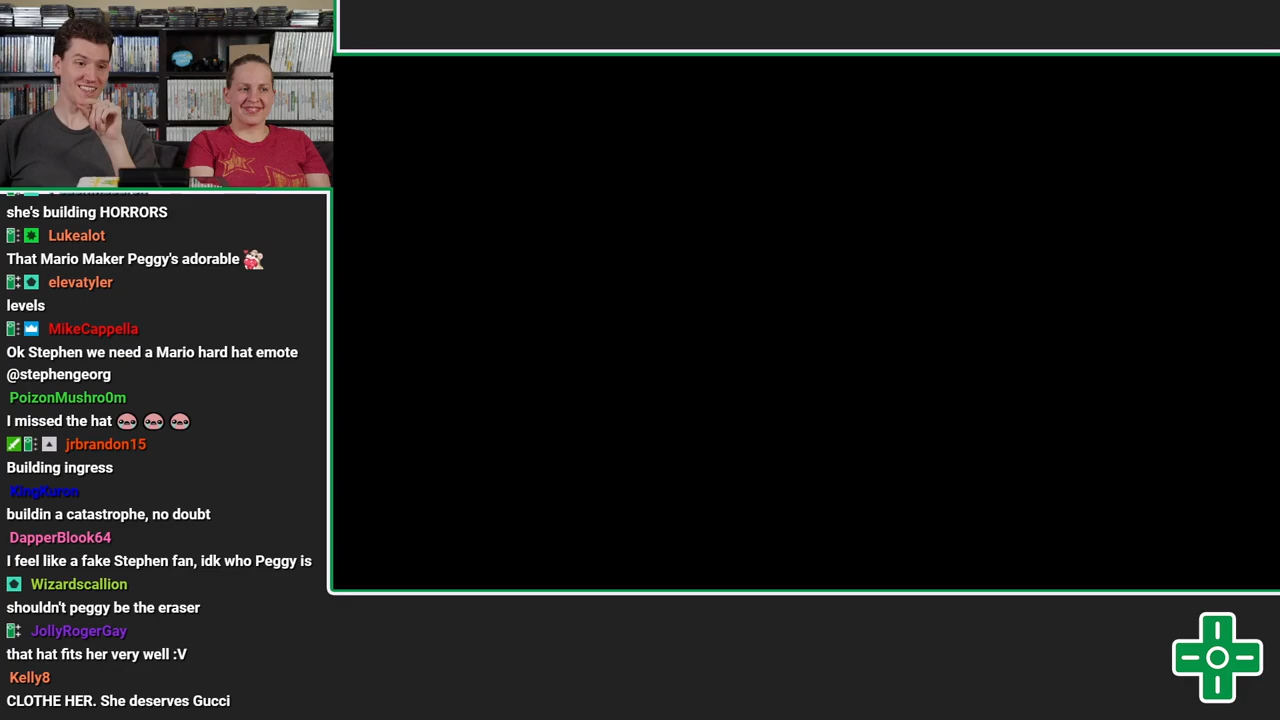 she's building HORRORS
Lukealot
That Mario Maker Peggy's adorable
elevatyler
levels
MikeCappella
Ok Stephen we need a Mario hard hat emote
@stephengeorg
PoizonMushro0m
I missed the hat
jrbrandon15
Building ingress
KingKuron
buildin a catastrophe, no doubt
DapperBlook64
I feel like a fake Stephen fan, idk who Peggy is
Wizardscallion
shouldn't peggy be the eraser
JollyRogerGay
that hat fits her very well :V
Kelly8
CLOTHE HER. She deserves Gucci